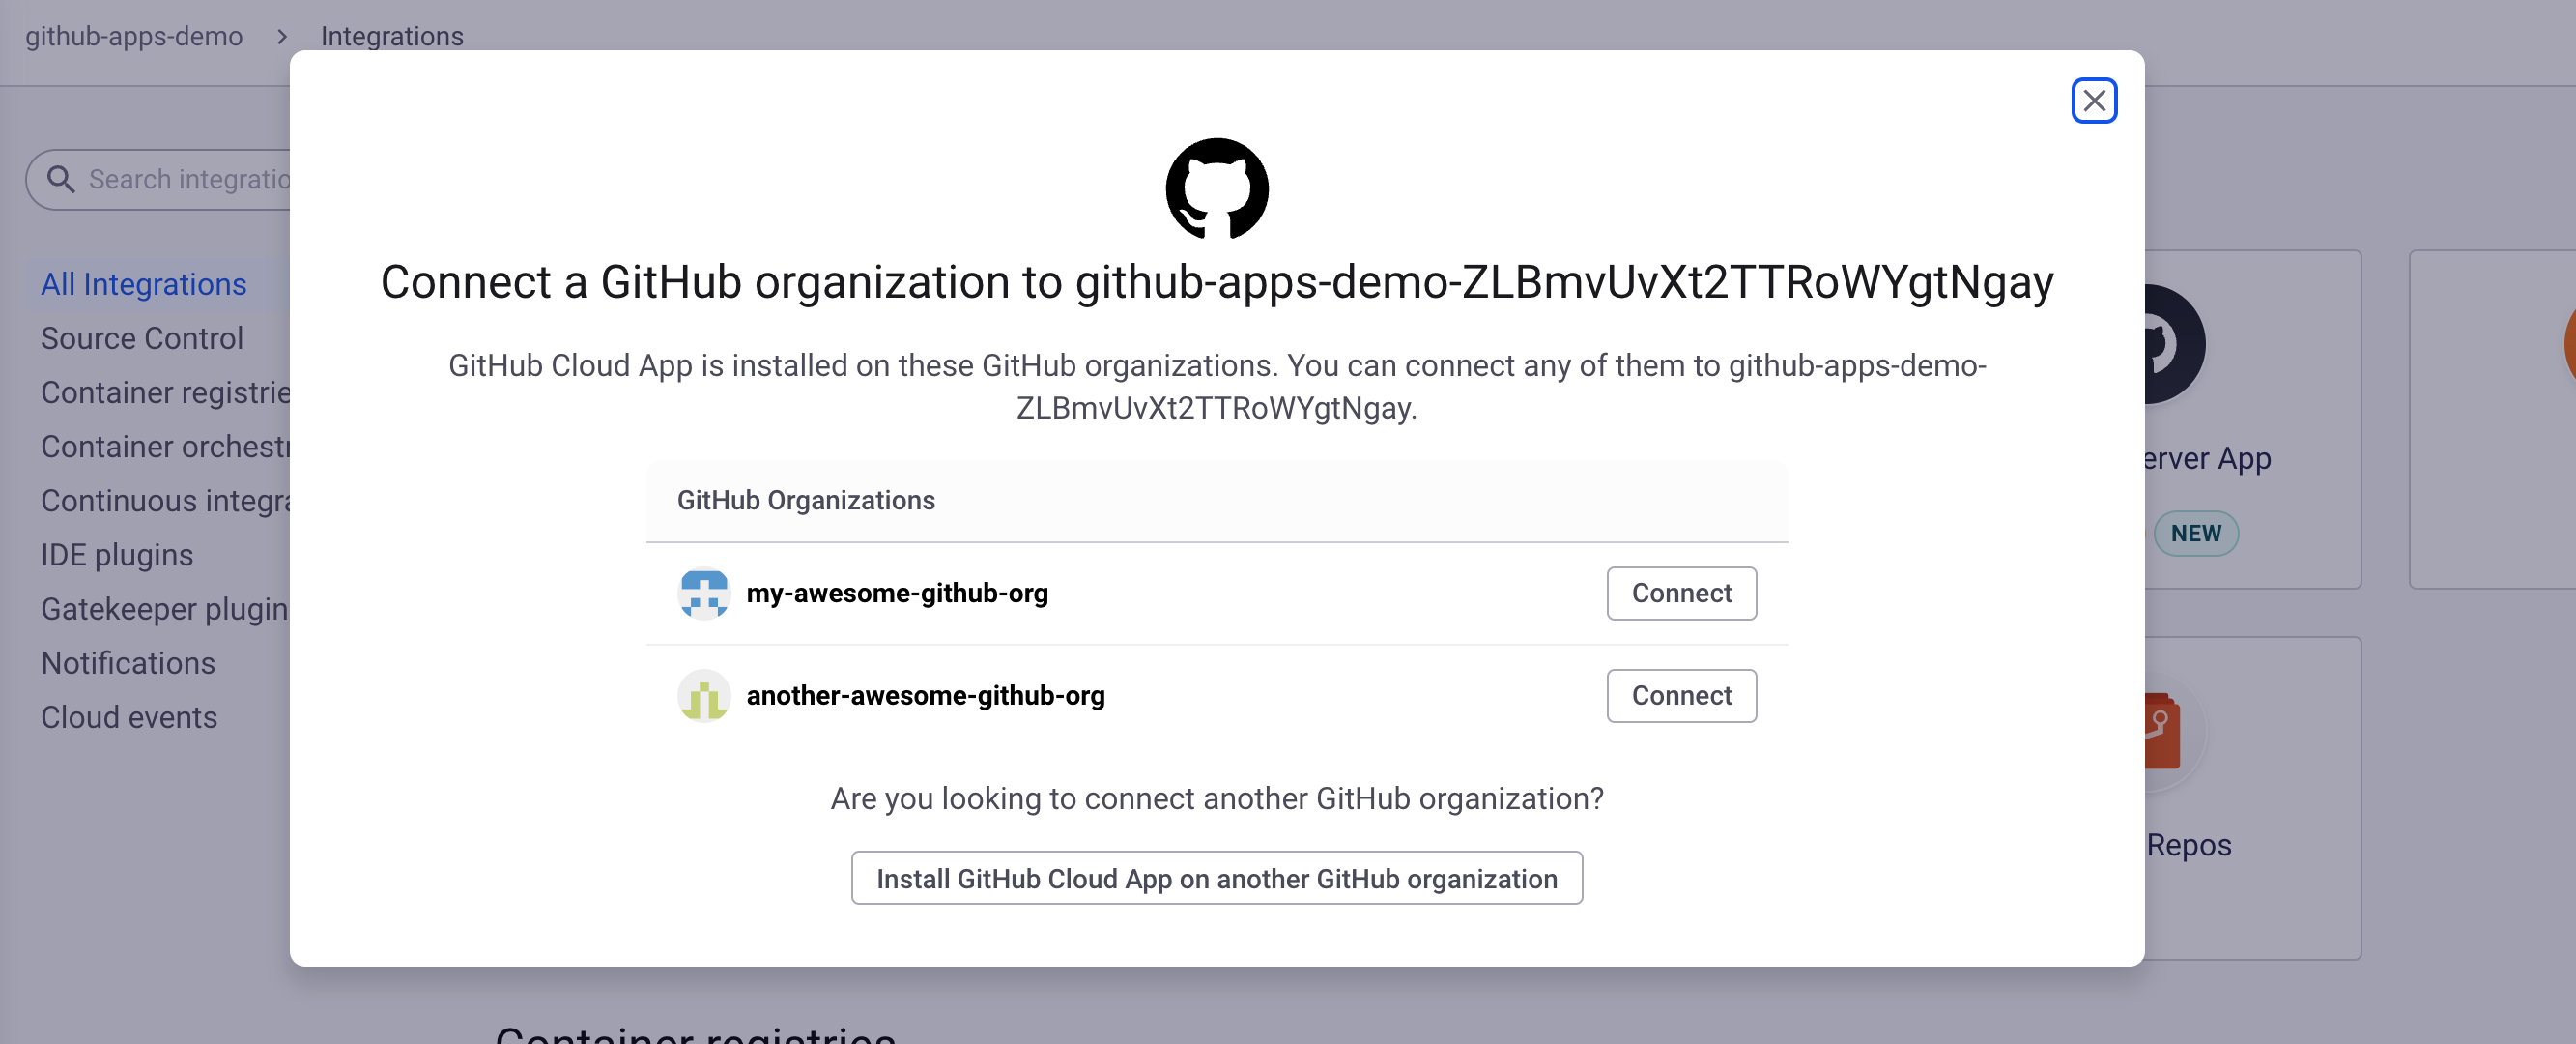 github-apps-demo > Integrations
Search integratio
All Integrations
Source Control
Container registrie
Container orchestr
Continuous integra
IDE plugins
Gatekeeper plugin
Notifications
Cloud events
Connect a GitHub organization to github-apps-demo-ZLBmvUvXt2TTRoWYgtNgay
GitHub Cloud App is installed on these GitHub organizations. You can connect any of them to github-apps-demo-
ZLBmvUvXt2TTRoWYgtNgay.
GitHub Organizations
my-awesome-github-org Connect
another-awesome-github-org Connect
Are you looking to connect another GitHub organization?
Install GitHub Cloud App on another GitHub organization
erver App
NEW
Repos
Container registries